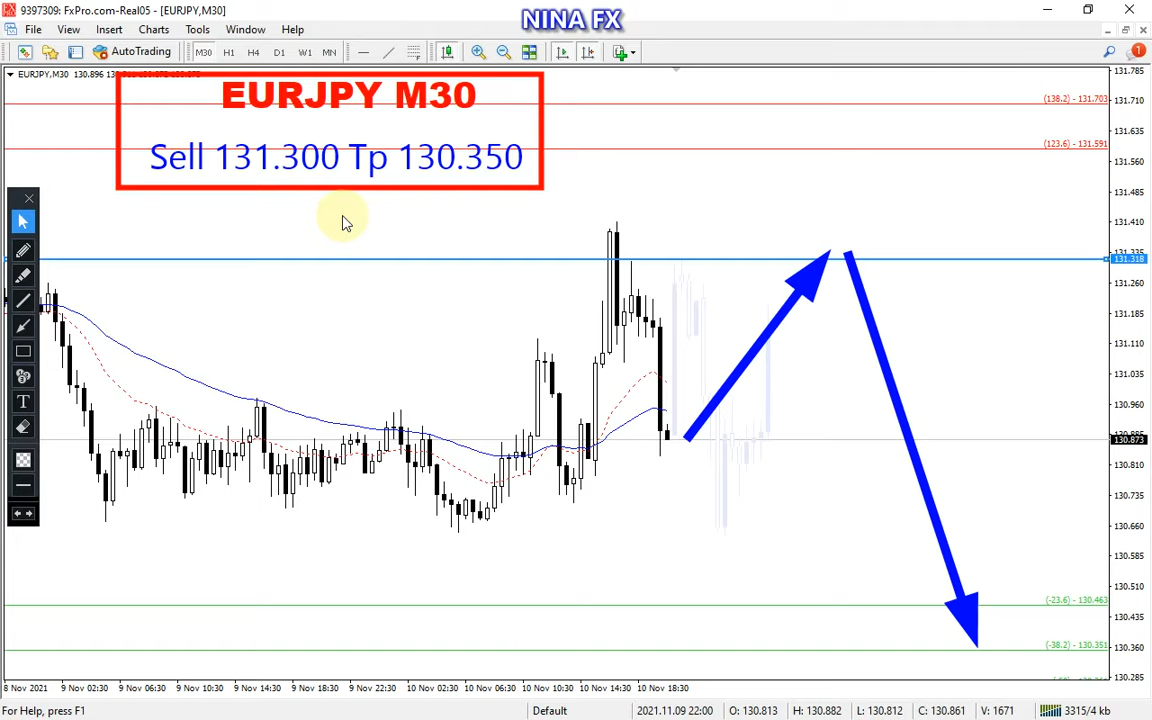 9397309: FxPro.com-Real05 - [EURJPY,M30]
NINA FX
File View Insert Charts Tools Window Help
AutoTrading M30 H1 H4 D1 W1 MN
1
EURJPY,M30 130.896
EURJPY M30
Sell 131.300 Tp 130.350
(138.2) - 131.703
(123.6) - 131.591
(-23.6) - 130.463
(-38.2) - 130.351
131.785
131.710
131.635
131.560
131.485
131.410
131.335
131.318
131.260
131.185
131.110
131.035
130.960
130.873
130.810
130.735
130.660
130.585
130.510
130.435
130.360
130.285
T
8 Nov 2021 9 Nov 02:30 9 Nov 06:30 9 Nov 10:30 9 Nov 14:30 9 Nov 18:30 9 Nov 22:30 10 Nov 02:30 10 Nov 06:30 10 Nov 10:30 10 Nov 14:30 10 Nov 18:30
For Help, press F1 Default 2021.11.09 22:00 O: 130.813 H: 130.882 L: 130.812 C: 130.861 V: 1671 3315/4 kb